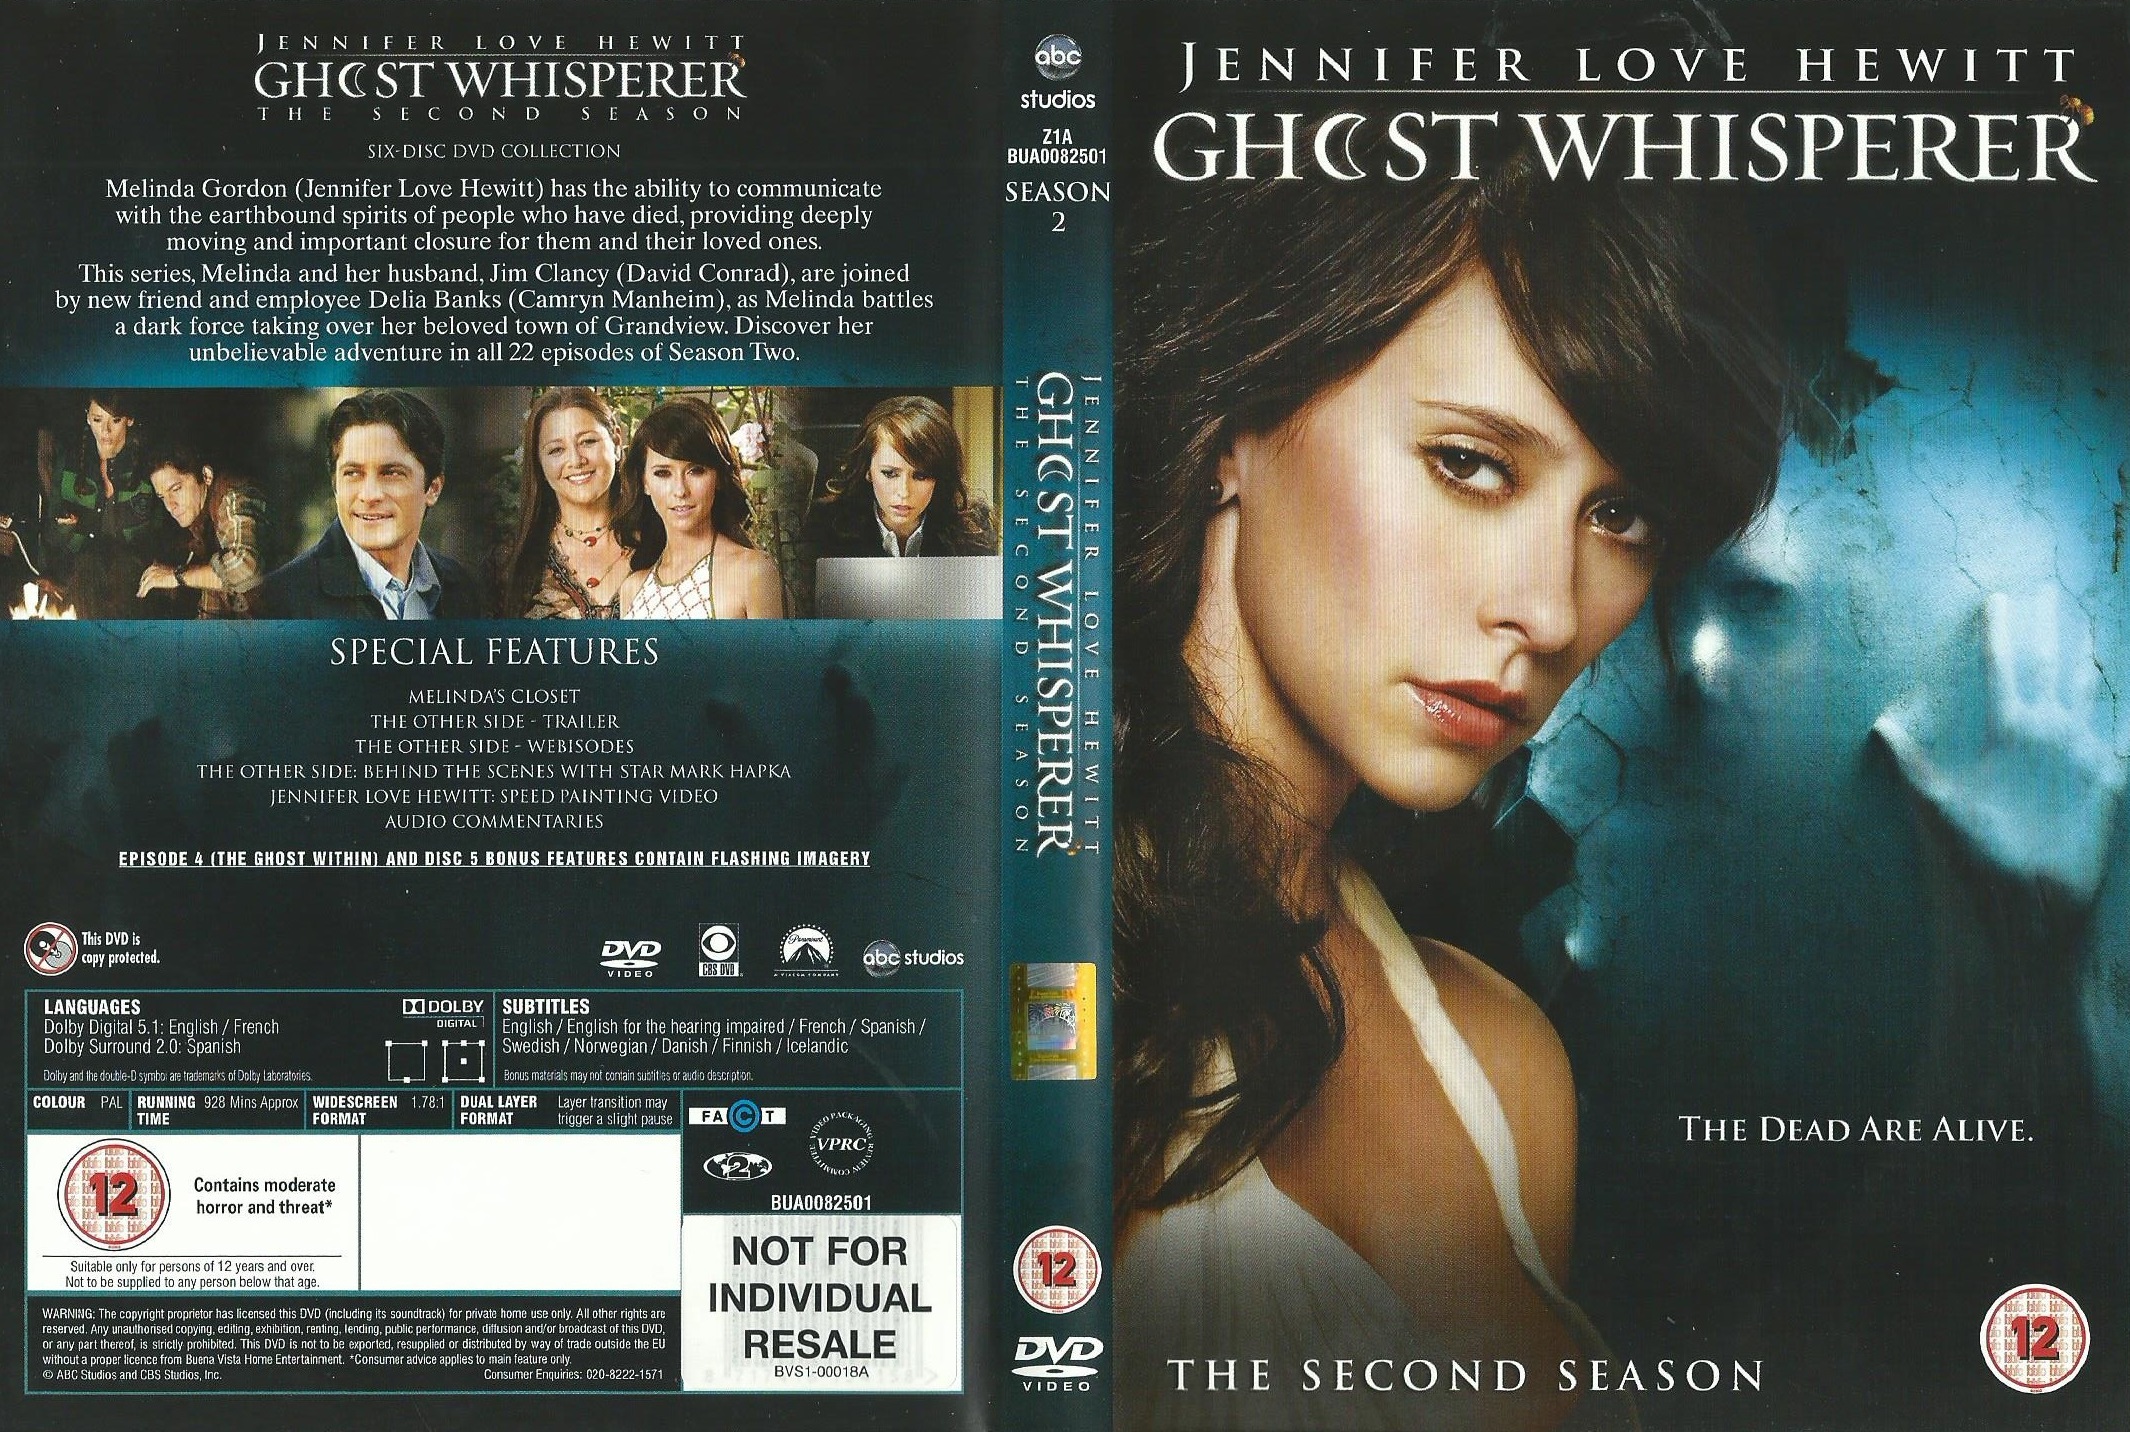 JENNIFER LOVE HEWITT
GHOST WHISPERER
THE SECOND SEASON
SIX-DISC DVD COLLECTION
Melinda Gordon (Jennifer Love Hewitt) has the ability to communicate
with the earthbound spirits of people who have died, providing deeply
moving and important closure for them and their loved ones.
This series, Melinda and her husband, Jim Clancy (David Conrad), are joined
by new friend and employee Delia Banks (Camryn Manheim), as Melinda battles
a dark force taking over her beloved town of Grandview. Discover her
unbelievable adventure in all 22 episodes of Season Two.
SPECIAL FEATURES
MELINDA'S CLOSET
THE OTHER SIDE - TRAILER
THE OTHER SIDE - WEBISODES
THE OTHER SIDE: BEHIND THE SCENES WITH STAR MARK HAPKA
JENNIFER LOVE HEWITT: SPEED PAINTING VIDEO
AUDIO COMMENTARIES
EPISODE 4 (THE GHOST WITHIN) AND DISC 5 BONUS FEATURES CONTAIN FLASHING IMAGERY
This DVD is
copy protected.
DVD
VIDEO
CBS DVD
Paramount
A VIACOM COMPANY
abc studios
LANGUAGES
Dolby Digital 5.1: English / French
Dolby Surround 2.0: Spanish
Dolby and the double-D symbol are trademarks of Dolby Laboratories.
DOLBY
DIGITAL
SUBTITLES
English / English for the hearing impaired / French / Spanish /
Swedish / Norwegian / Danish / Finnish / Icelandic
Bonus materials may not contain subtitles or audio description.
COLOUR PAL
RUNNING TIME 928 Mins Approx
WIDESCREEN FORMAT 1.78:1
DUAL LAYER FORMAT Layer transition may
trigger a slight pause
12
Contains moderate
horror and threat*
Suitable only for persons of 12 years and over.
Not to be supplied to any person below that age.
FACT
VIDEO PACKAGING REVIEW COMMITTEE
VPRC
2
BUA0082501
NOT FOR
INDIVIDUAL
RESALE
BVS1-00018A
WARNING: The copyright proprietor has licensed this DVD (including its soundtrack) for private home use only. All other rights are
reserved. Any unauthorised copying, editing, exhibition, renting, lending, public performance, diffusion and/or broadcast of this DVD,
or any part thereof, is strictly prohibited. This DVD is not to be exported, resupplied or distributed by way of trade outside the EU
without a proper licence from Buena Vista Home Entertainment. *Consumer advice applies to main feature only.
© ABC Studios and CBS Studios, Inc.
Consumer Enquiries: 020-8222-1571
abc
studios
Z1A
BUA0082501
SEASON
2
JENNIFER LOVE HEWITT
GHOST WHISPERER
THE SECOND SEASON
12
DVD
VIDEO
JENNIFER LOVE HEWITT
GHOST WHISPERER
THE DEAD ARE ALIVE.
THE SECOND SEASON
12